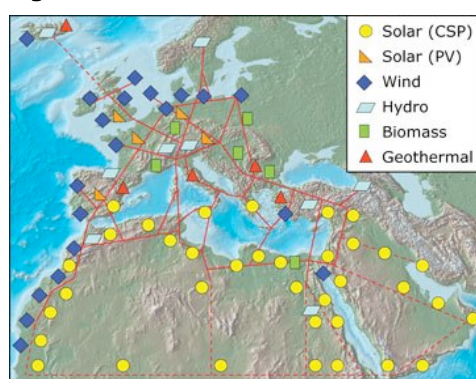 Solar (CSP)
Solar (PV)
Wind
Hydro
Biomass
Geothermal